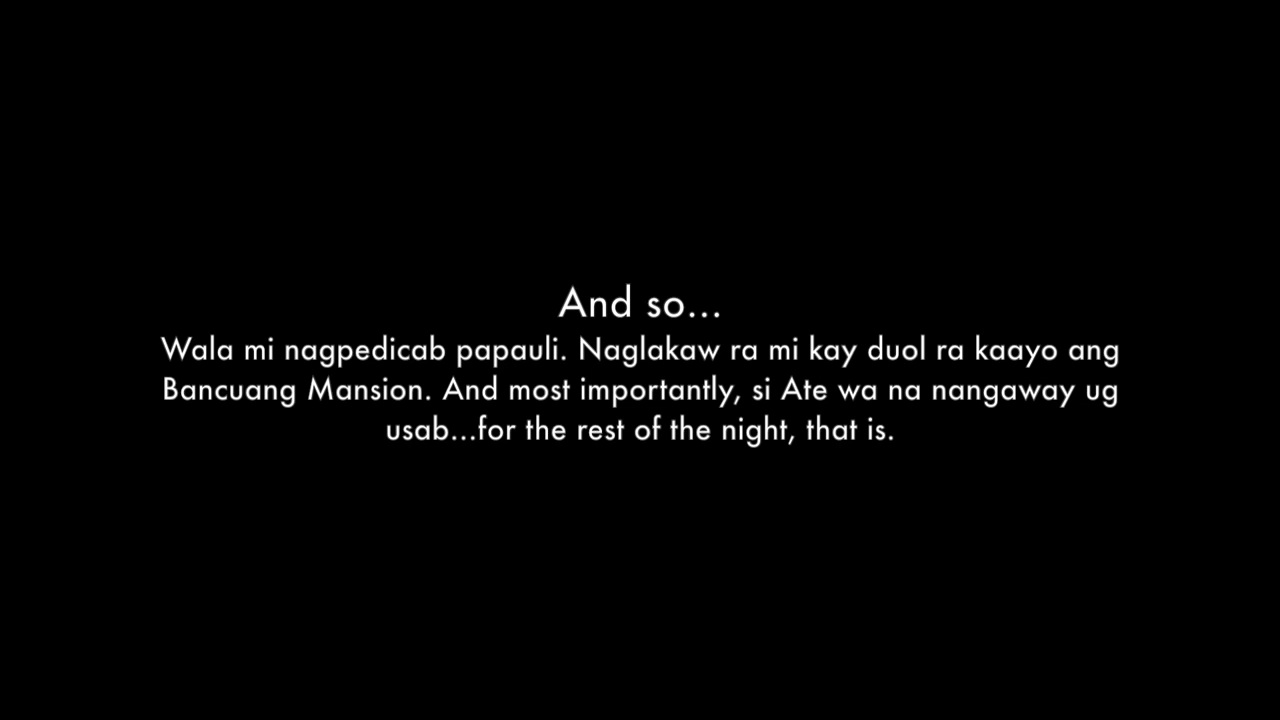 And so...
Wala mi nagpedicab papauli. Naglakaw ra mi kay duol ra kaayo ang
Bancuang Mansion. And most importantly, si Ate wa na nangaway ug
usab...for the rest of the night, that is.